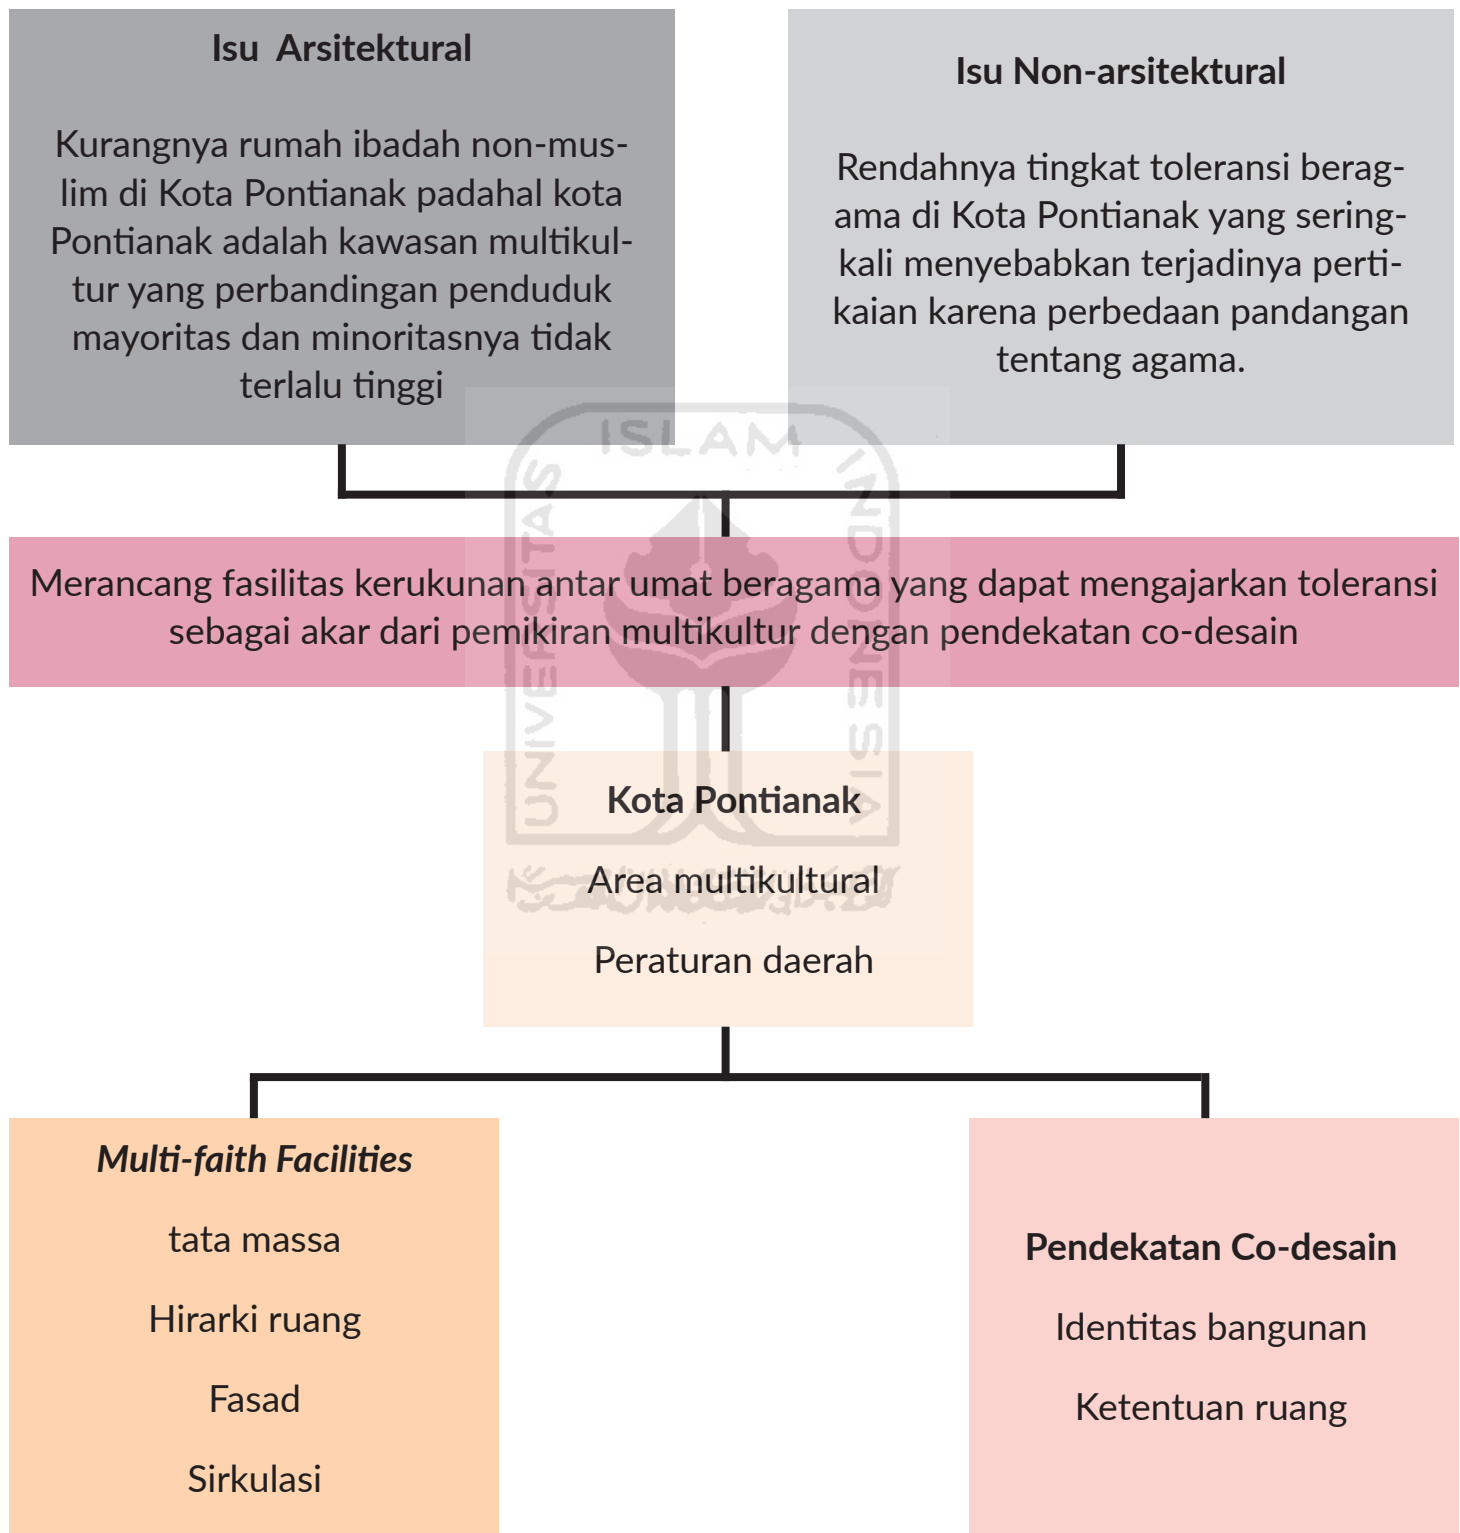 Isu Arsitektural
Kurangnya rumah ibadah non-mus-
lim di Kota Pontianak padahal kota
Pontianak adalah kawasan multikul-
tur yang perbandingan penduduk
mayoritas dan minoritasnya tidak
terlalu tinggi
Isu Non-arsitektural
Rendahnya tingkat toleransi berag-
ama di Kota Pontianak yang sering-
kali menyebabkan terjadinya perti-
kaian karena perbedaan pandangan
tentang agama.
ISLAM
UNIVERSITAS
INDONESIA
Merancang fasilitas kerukunan antar umat beragama yang dapat mengajarkan toleransi
sebagai akar dari pemikiran multikultur dengan pendekatan co-desain
Kota Pontianak
Area multikultural
Peraturan daerah
Multi-faith Facilities
tata massa
Hirarki ruang
Fasad
Sirkulasi
Pendekatan Co-desain
Identitas bangunan
Ketentuan ruang